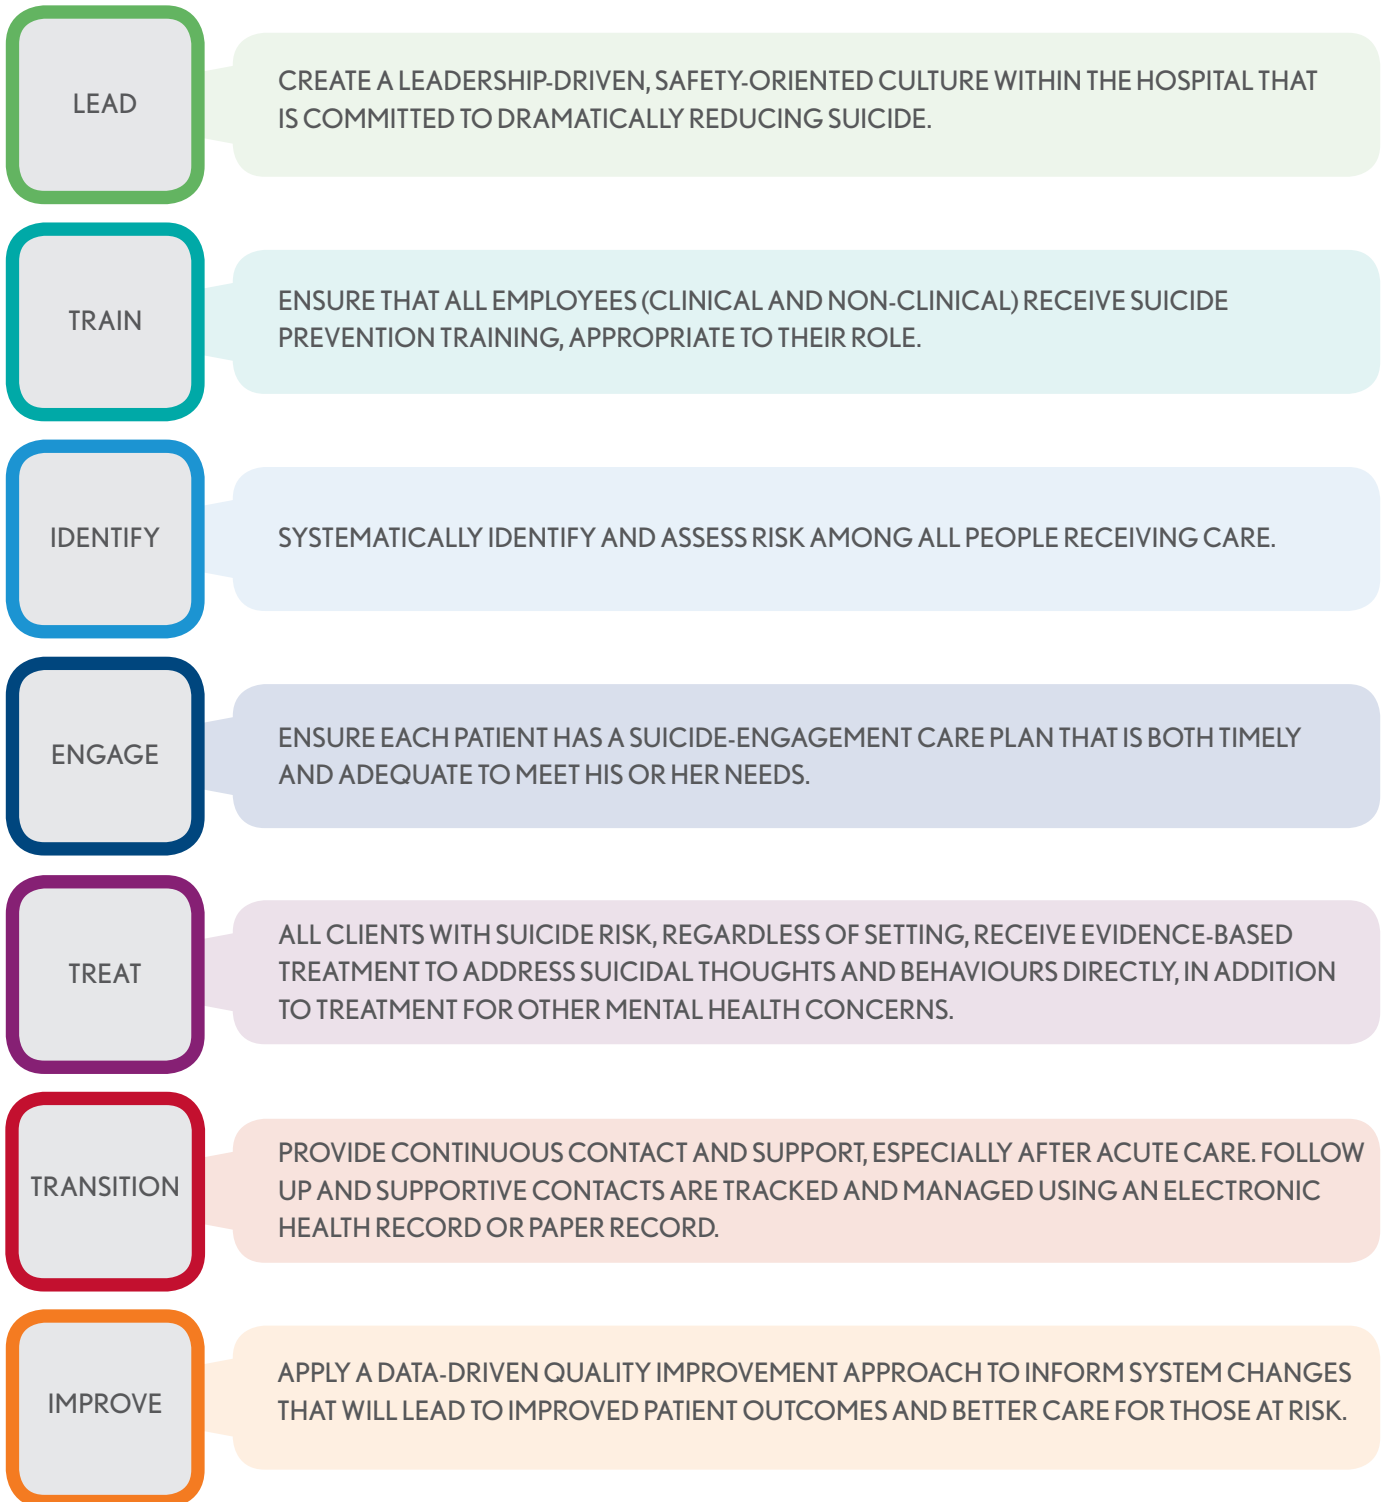 LEAD
CREATE A LEADERSHIP-DRIVEN, SAFETY-ORIENTED CULTURE WITHIN THE HOSPITAL THAT
IS COMMITTED TO DRAMATICALLY REDUCING SUICIDE.
TRAIN
ENSURE THAT ALL EMPLOYEES (CLINICAL AND NON-CLINICAL) RECEIVE SUICIDE
PREVENTION TRAINING, APPROPRIATE TO THEIR ROLE.
IDENTIFY
SYSTEMATICALLY IDENTIFY AND ASSESS RISK AMONG ALL PEOPLE RECEIVING CARE.
ENGAGE
ENSURE EACH PATIENT HAS A SUICIDE-ENGAGEMENT CARE PLAN THAT IS BOTH TIMELY
AND ADEQUATE TO MEET HIS OR HER NEEDS.
TREAT
ALL CLIENTS WITH SUICIDE RISK, REGARDLESS OF SETTING, RECEIVE EVIDENCE-BASED
TREATMENT TO ADDRESS SUICIDAL THOUGHTS AND BEHAVIOURS DIRECTLY, IN ADDITION
TO TREATMENT FOR OTHER MENTAL HEALTH CONCERNS.
TRANSITION
PROVIDE CONTINUOUS CONTACT AND SUPPORT, ESPECIALLY AFTER ACUTE CARE. FOLLOW
UP AND SUPPORTIVE CONTACTS ARE TRACKED AND MANAGED USING AN ELECTRONIC
HEALTH RECORD OR PAPER RECORD.
IMPROVE
APPLY A DATA-DRIVEN QUALITY IMPROVEMENT APPROACH TO INFORM SYSTEM CHANGES
THAT WILL LEAD TO IMPROVED PATIENT OUTCOMES AND BETTER CARE FOR THOSE AT RISK.